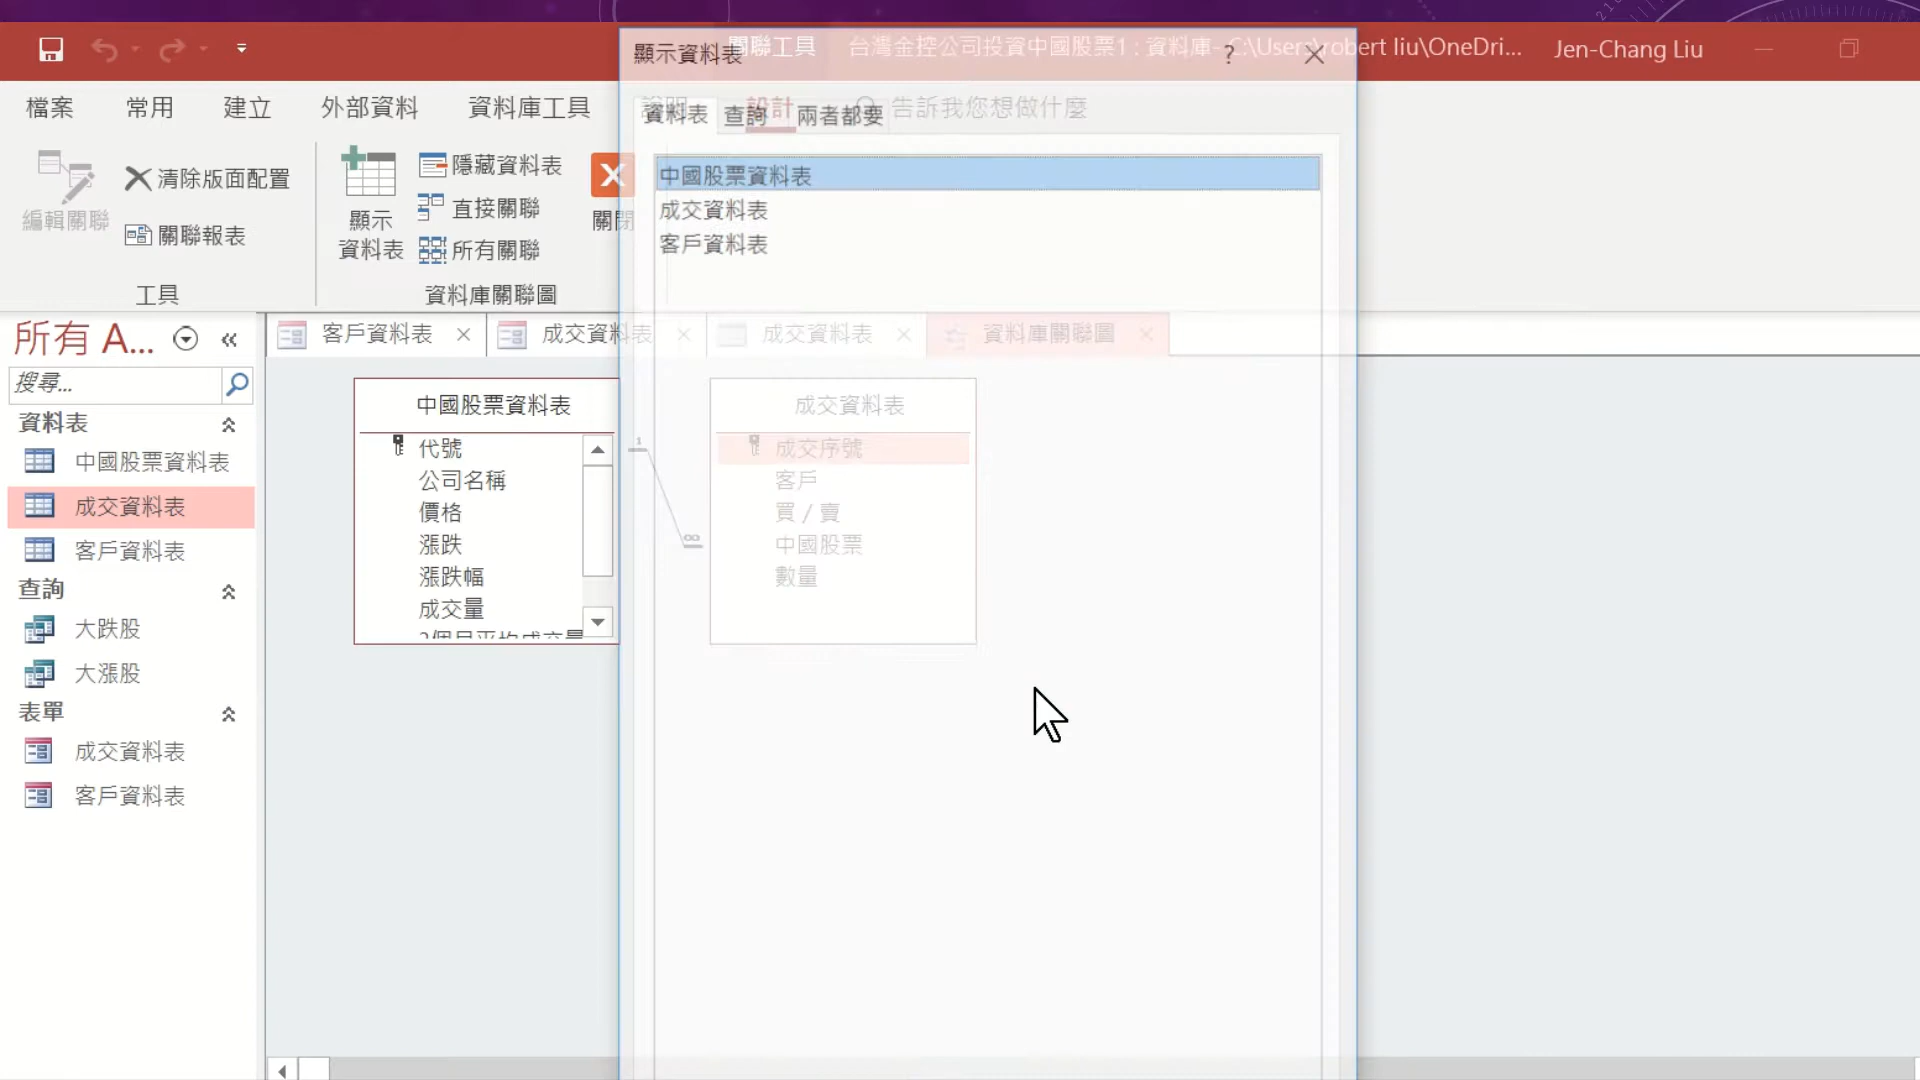 關聯工具
台灣金控公司投資中國股票1 : 資料庫- C:\Users\robert liu\OneDri...
Jen-Chang Liu
顯示資料表
?
檔案
常用
建立
外部資料
資料庫工具
說明
設計
告訴我您想做什麼
資料表
查詢
兩者都要
編輯關聯
清除版面配置
關聯報表
工具
顯示
資料表
隱藏資料表
直接關聯
所有關聯
關閉
資料庫關聯圖
中國股票資料表
成交資料表
客戶資料表
所有 A...
搜尋...
資料表
中國股票資料表
成交資料表
客戶資料表
查詢
大跌股
大漲股
表單
成交資料表
客戶資料表
客戶資料表
成交資料表
成交資料表
資料庫關聯圖
中國股票資料表
代號
公司名稱
價格
漲跌
漲跌幅
成交量
1
∞
成交資料表
成交序號
客戶
買 / 賣
中國股票
數量